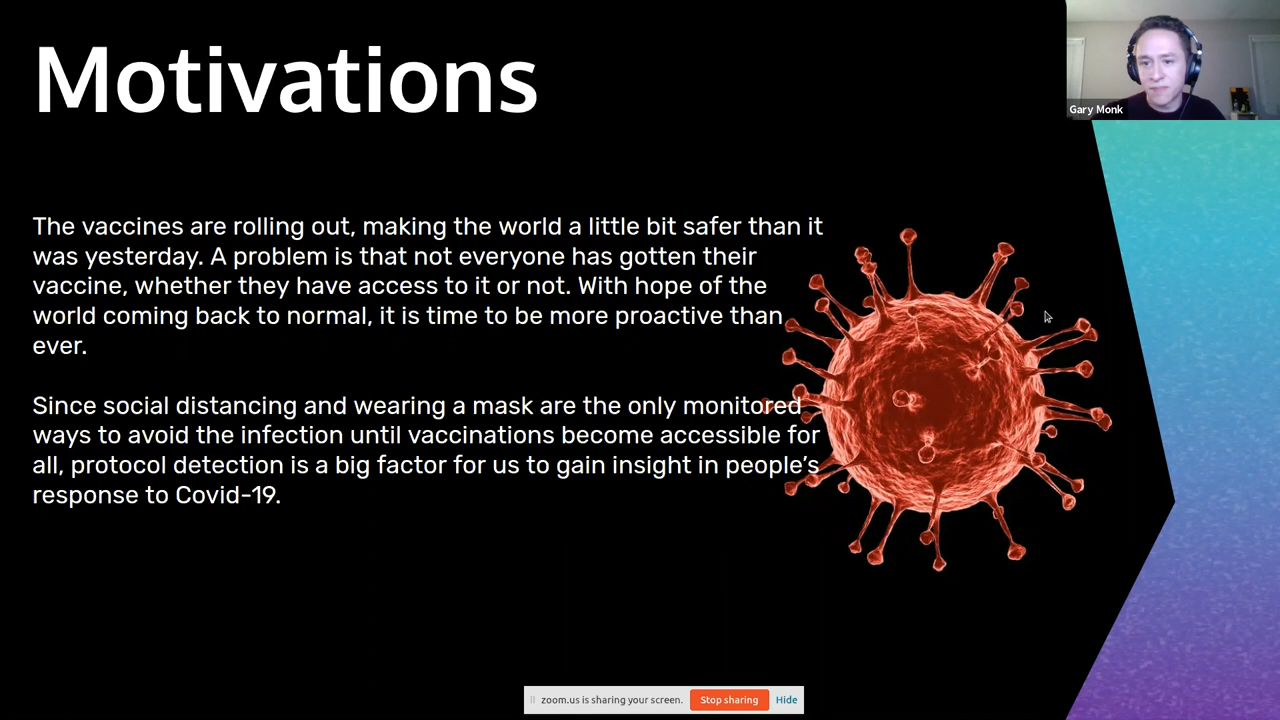 Motivations
Gary Monk
The vaccines are rolling out, making the world a little bit safer than it
was yesterday. A problem is that not everyone has gotten their
vaccine, whether they have access to it or not. With hope of the
world coming back to normal, it is time to be more proactive than
ever.
Since social distancing and wearing a mask are the only monitored
ways to avoid the infection until vaccinations become accessible for
all, protocol detection is a big factor for us to gain insight in people’s
response to Covid-19.
zoom.us is sharing your screen. Stop sharing Hide